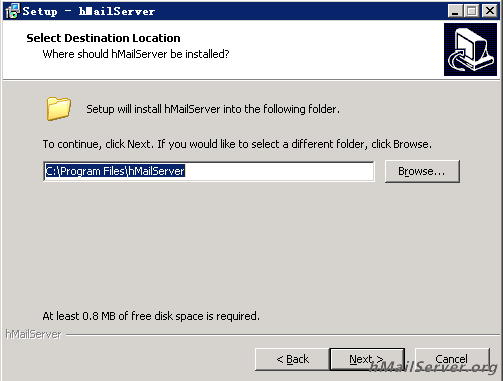 Setup - hMailServer
Select Destination Location
Where should hMailServer be installed?
Setup will install hMailServer into the following folder.
To continue, click Next. If you would like to select a different folder, click Browse.
C:\Program Files\hMailServer
Browse...
At least 0.8 MB of free disk space is required.
hMailServer
< Back
Next >
Cancel
hMailServer.org